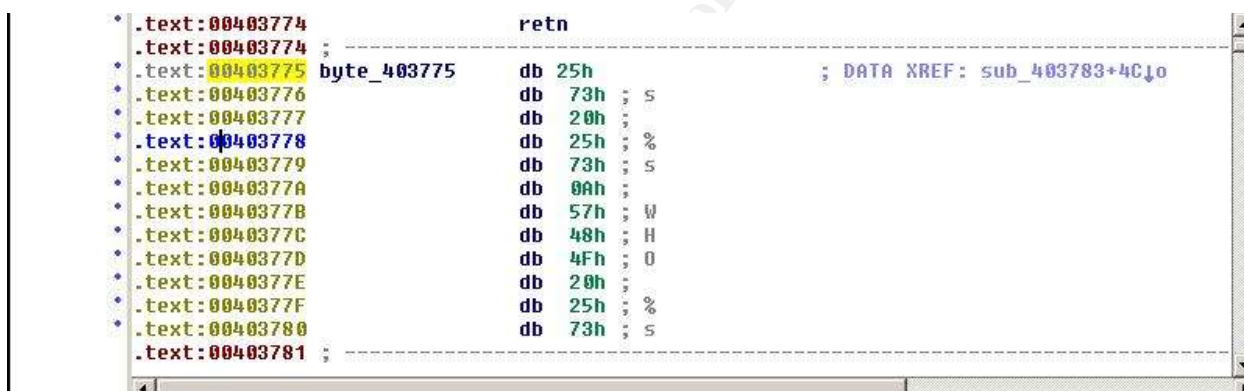 .text:00403774 retn
.text:00403774 ; ---------------------------------------------------------------------------
.text:00403775 byte_403775 db 25h ; DATA XREF: sub_403783+4C↓o
.text:00403776 db 73h ; s
.text:00403777 db 20h ;
.text:00403778 db 25h ; %
.text:00403779 db 73h ; s
.text:0040377A db 0Ah ;
.text:0040377B db 57h ; W
.text:0040377C db 48h ; H
.text:0040377D db 4Fh ; O
.text:0040377E db 20h ;
.text:0040377F db 25h ; %
.text:00403780 db 73h ; s
.text:00403781 ; ---------------------------------------------------------------------------